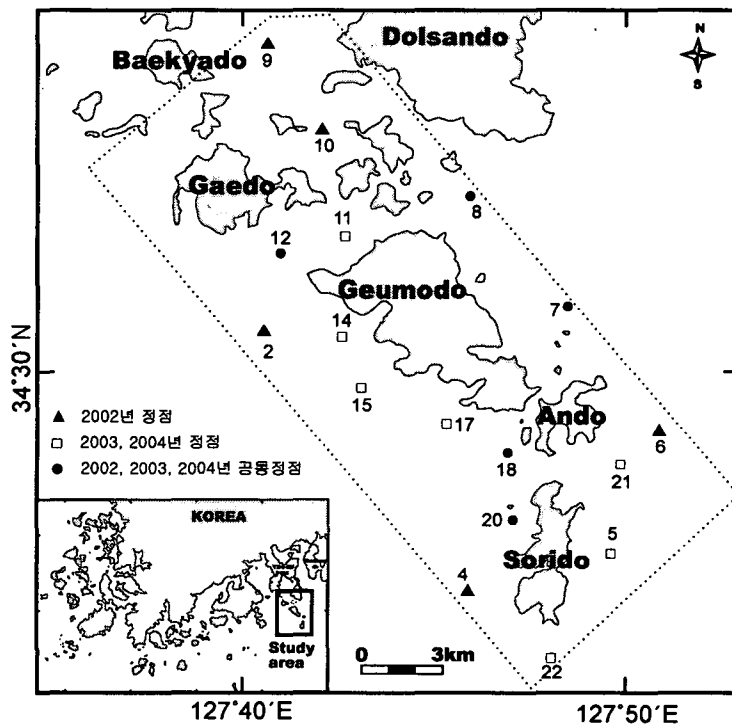 Dolsando
N
S
Baekyado
9
10
Gaedo
8
11
12
Geumodo
7
14
2
34°30′N
15
Ando
▲ 2002년 정점
□ 2003, 2004년 정점
● 2002, 2003, 2004년 공동정점
17
6
18
21
KOREA
20
5
Sorido
4
Study
area
0 3km
22
127°40′E
127°50′E